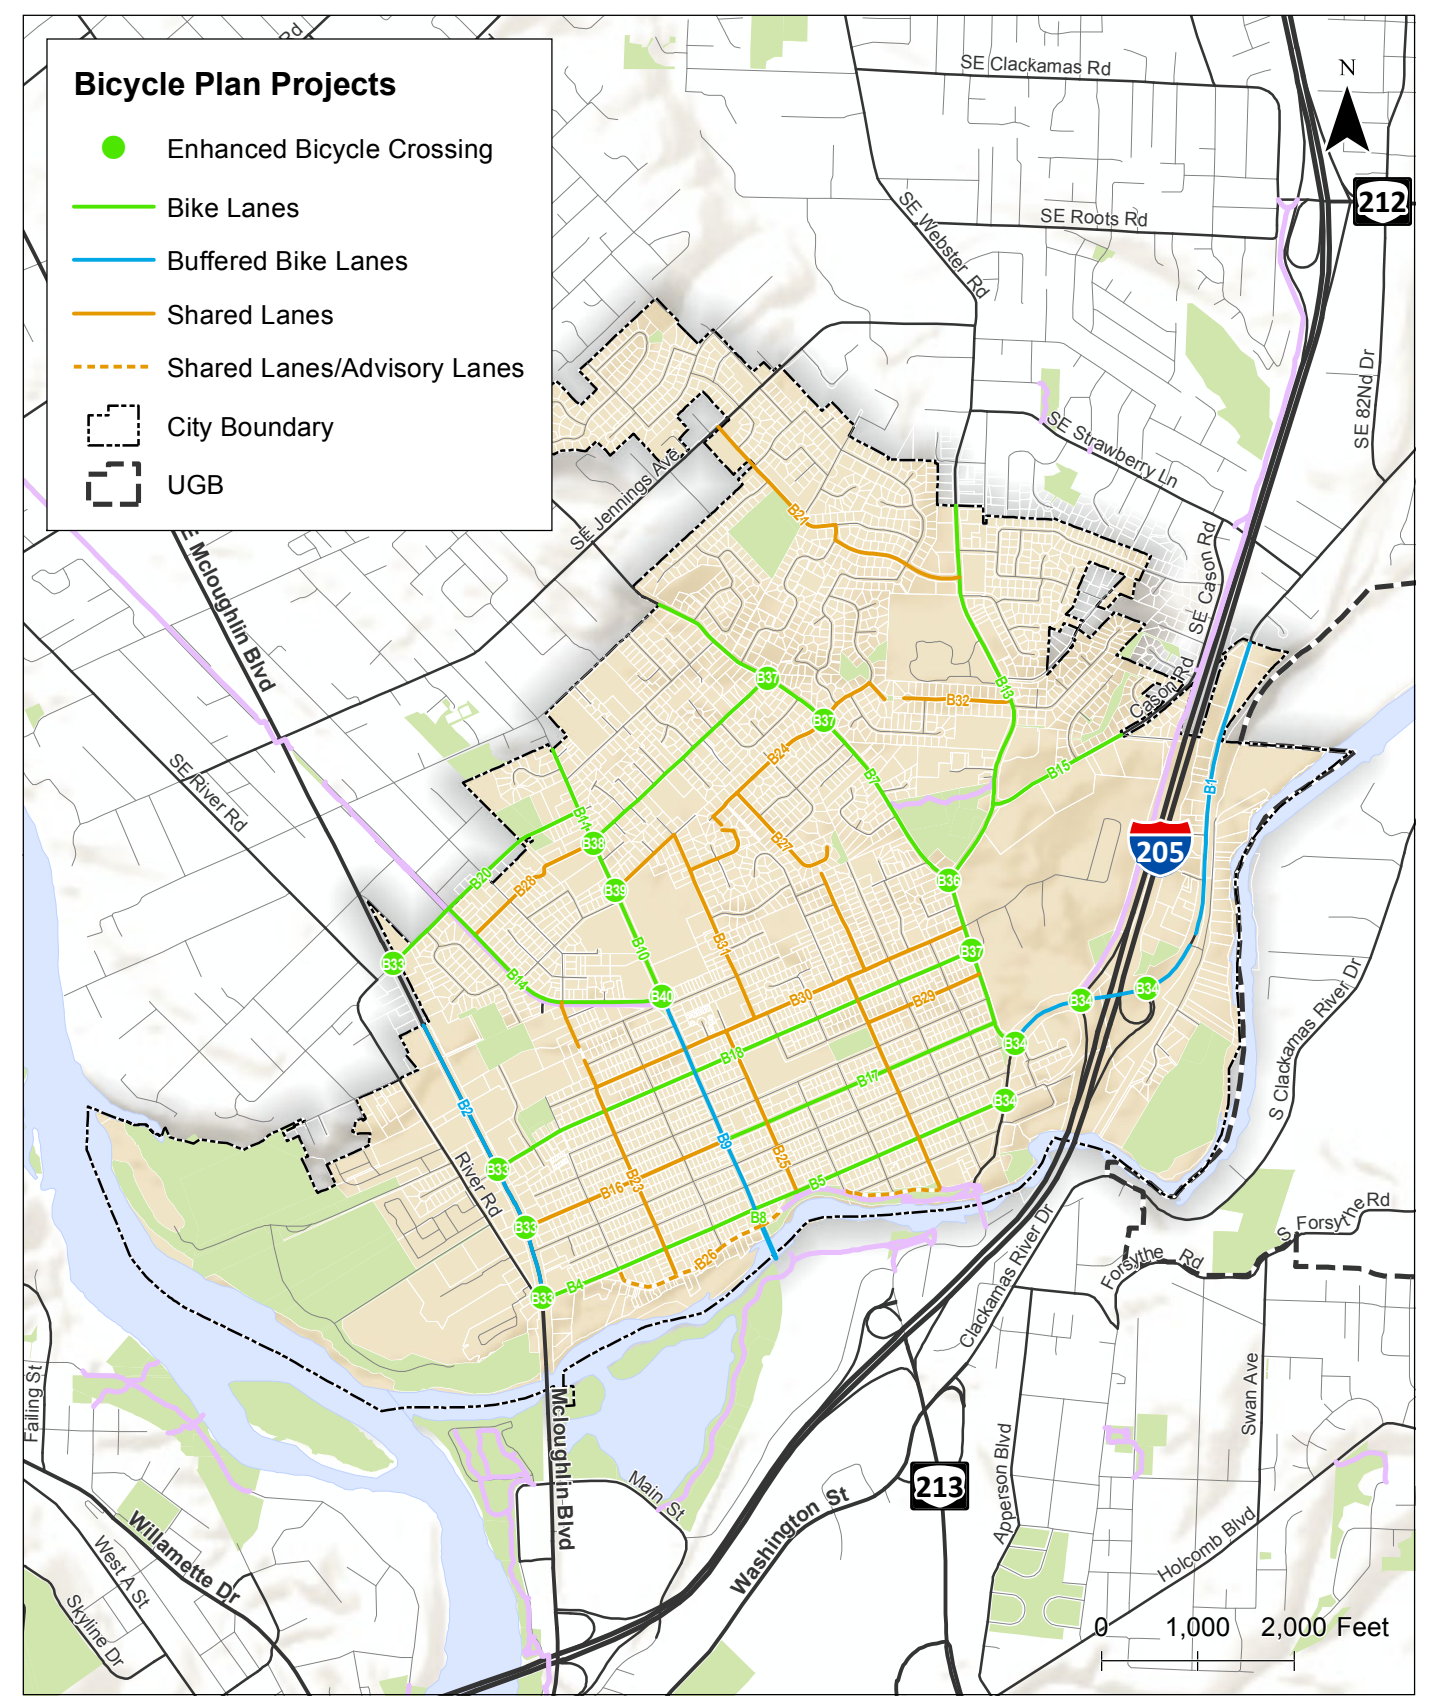 Bicycle Plan Projects
Enhanced Bicycle Crossing
Bike Lanes
Buffered Bike Lanes
Shared Lanes
Shared Lanes/Advisory Lanes
City Boundary
UGB
Rd
N
SE Clackamas Rd
212
SE Webster Rd
SE Roots Rd
SE 82Nd Dr
SE Strawberry Ln
SE Jennings Ave
B21
SE Cason Rd
E Mcloughlin Blvd
Cason Rd
B37
B13
B32
B37
B24
B7
B15
B1
SE River Rd
B11
B38
B27
205
B20
B28
B39
B36
B31
B10
B37
B33
B14
B40
B30
B29
B34
B34
S Clackamas River Dr
B18
B34
B17
B2
B34
B9
B25
B33
River Rd
B16
B23
B5
B33
B8
B26
B4
B33
S Forsythe Rd
Forsythe Rd
Clackamas River Dr
Failing St
Swan Ave
Mcloughlin Blvd
Main St
213
Apperson Blvd
Washington St
Holcomb Blvd
Willamette Dr
West A St
Skyline Dr
0 1,000 2,000 Feet